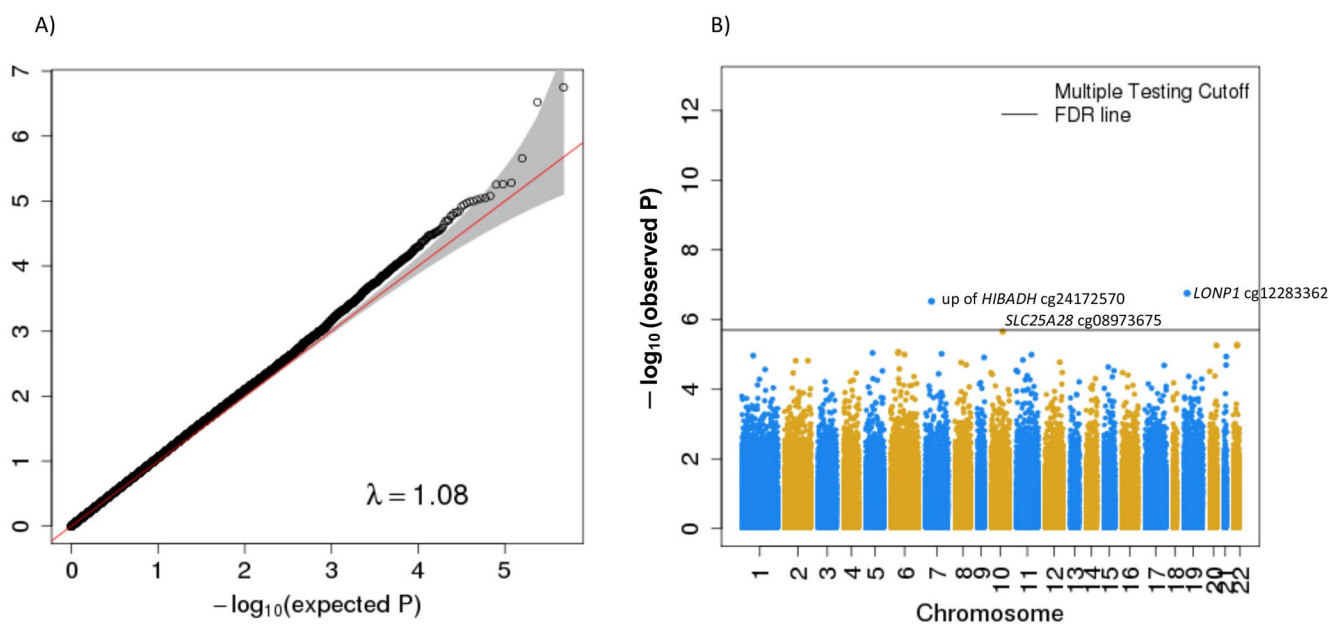 A)
7
6
5
4
3
2
1
0
λ = 1.08
0 1 2 3 4 5
−log10(expected P)
B)
Multiple Testing Cutoff
FDR line
— log10 (observed P)
12
10
8
6
4
2
0
LONP1 cg12283362
up of HIBADH cg24172570
SLC25A28 cg08973675
1 2 3 4 5 6 7 8 9 10 11 12 13 14 15 16 17 18 19 20 21 22
Chromosome